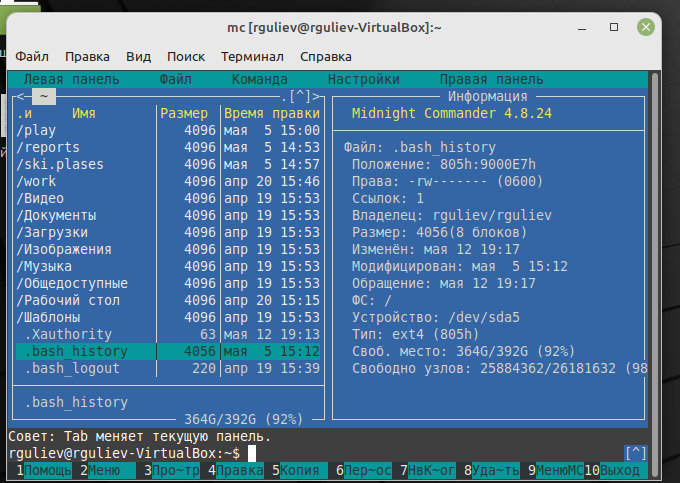 mc [rguliev@rguliev-VirtualBox]:~
Файл Правка Вид Поиск Терминал Справка
Левая панель Файл Команда Настройки Правая панель
<— ~ .[^]>
.и Имя Размер Время правки
/play 4096 мая 5 15:00
/reports 4096 мая 5 14:53
/ski.plases 4096 мая 5 14:57
/work 4096 апр 20 15:46
/Видео 4096 апр 19 15:53
/Документы 4096 апр 19 15:53
/Загрузки 4096 апр 19 15:53
/Изображения 4096 апр 19 15:53
/Музыка 4096 апр 19 15:53
/Общедоступные 4096 апр 19 15:53
/Рабочий стол 4096 апр 20 15:15
/Шаблоны 4096 апр 19 15:53
.Xauthority 63 мая 12 19:13
.bash_history 4056 мая 5 15:12
.bash_logout 220 апр 19 15:39
.bash_history
364G/392G (92%)
Информация
Midnight Commander 4.8.24
Файл: .bash_history
Положение: 805h:9000E7h
Права: -rw------- (0600)
Ссылок: 1
Владелец: rguliev/rguliev
Размер: 4056(8 блоков)
Изменён: мая 12 19:17
Модифицирован: мая 5 15:12
Обращение: мая 12 19:17
ФС: /
Устройство: /dev/sda5
Тип: ext4 (805h)
Своб. место: 364G/392G (92%)
Свободно узлов: 25884362/26181632 (98
Совет: Tab меняет текущую панель.
rguliev@rguliev-VirtualBox:~$ [^]
1Помощь 2Меню 3Про~тр 4Правка 5Копия 6Пер~ос 7НвК~ог 8Уда~ть 9МенюМС 10Выход